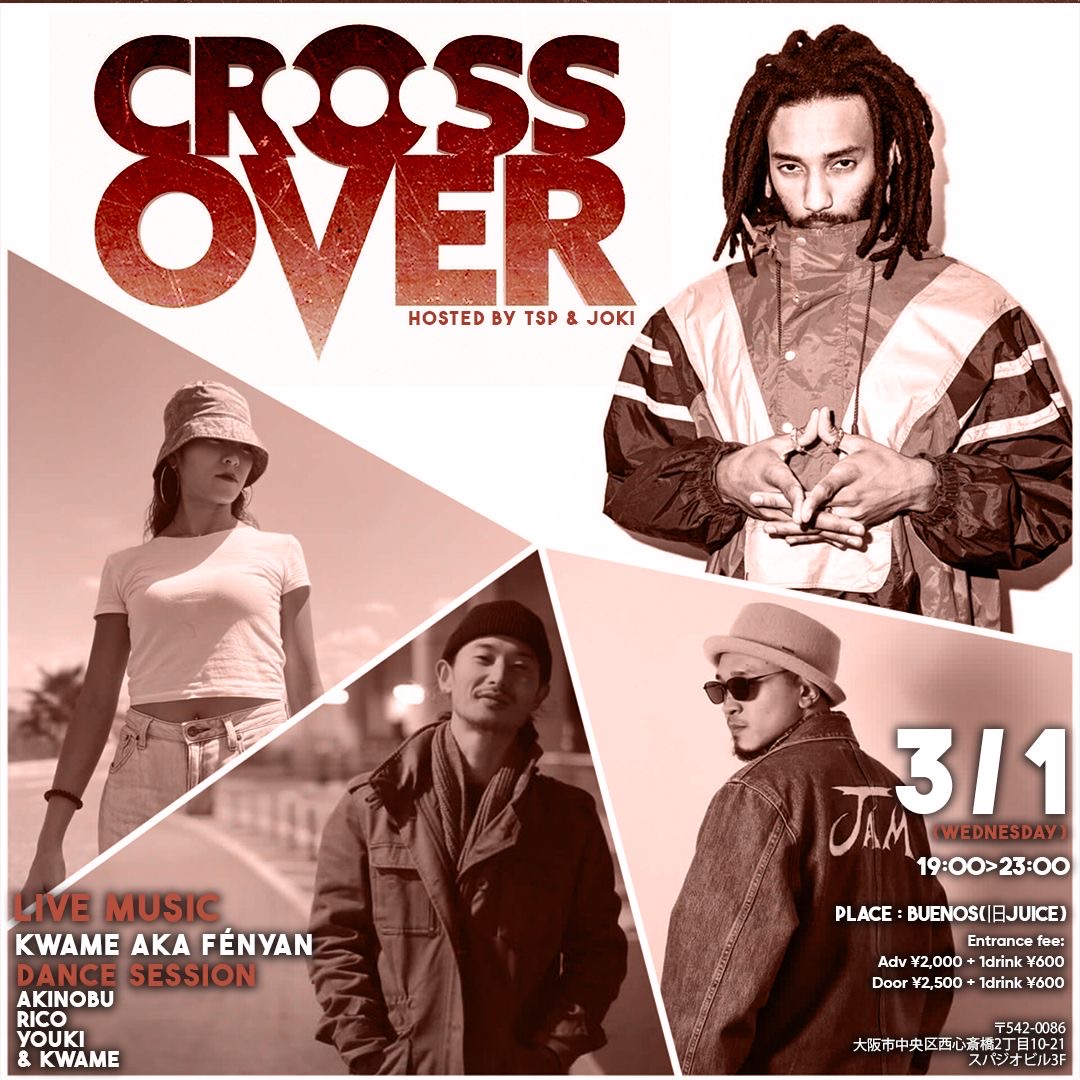 CROSS
OVER
HOSTED BY TSP & JOKI
JAM
3/1
(WEDNESDAY)
19:00>23:00
PLACE : BUENOS(旧JUICE)
Entrance fee:
Adv ¥2,000 + 1drink ¥600
Door ¥2,500 + 1drink ¥600
〒542-0086
大阪市中央区西心斎橋2丁目10-21
スパジオビル3F
LIVE MUSIC
KWAME AKA FÉNYAN
DANCE SESSION
AKINOBU
RICO
YOUKI
& KWAME